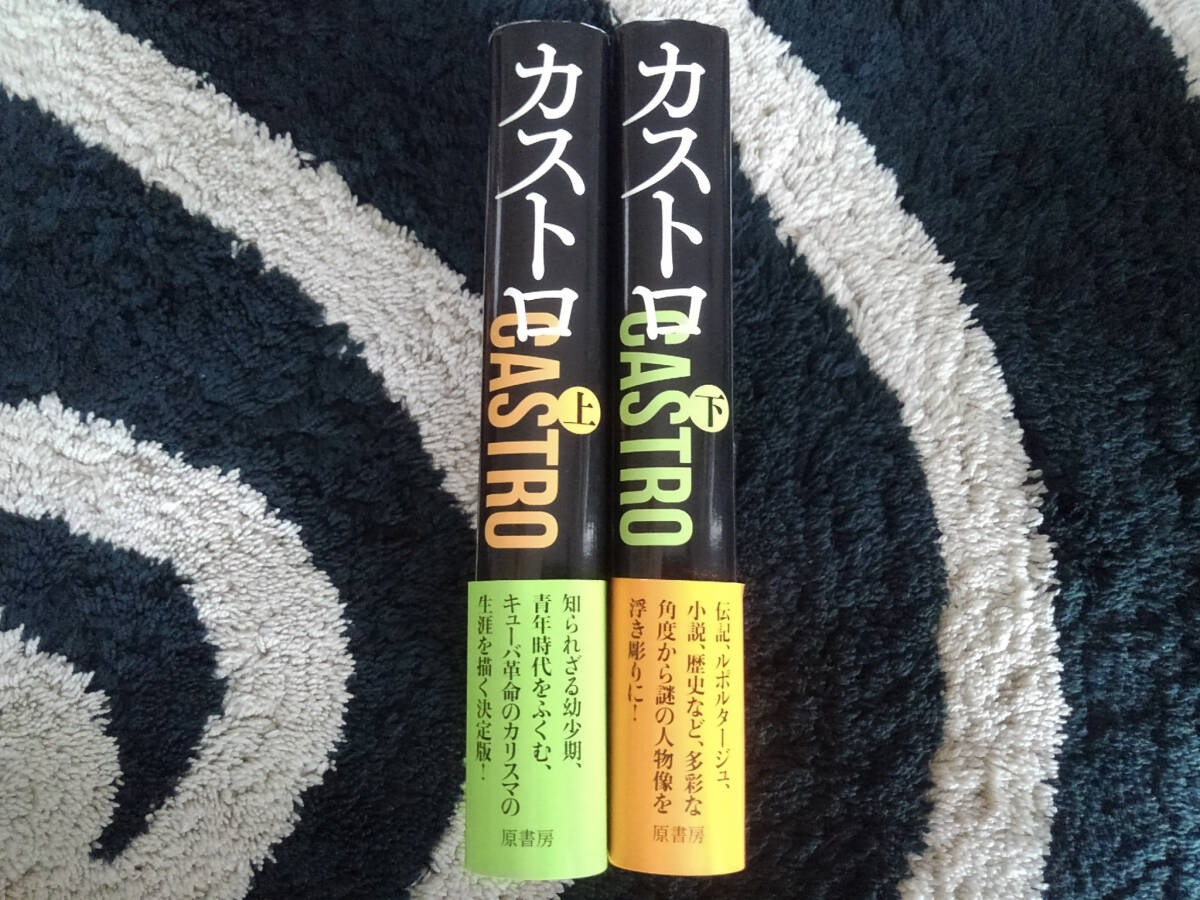 カストロ
CASTRO
上
知られざる幼少期、
青年時代をふくむ、
キューバ革命のカリスマの
生涯を描く決定版!
原書房
カストロ
CASTRO
下
伝記、ルポルタージュ、
小説、歴史など、多彩な
角度から謎の人物像を
浮き彫りに!
原書房